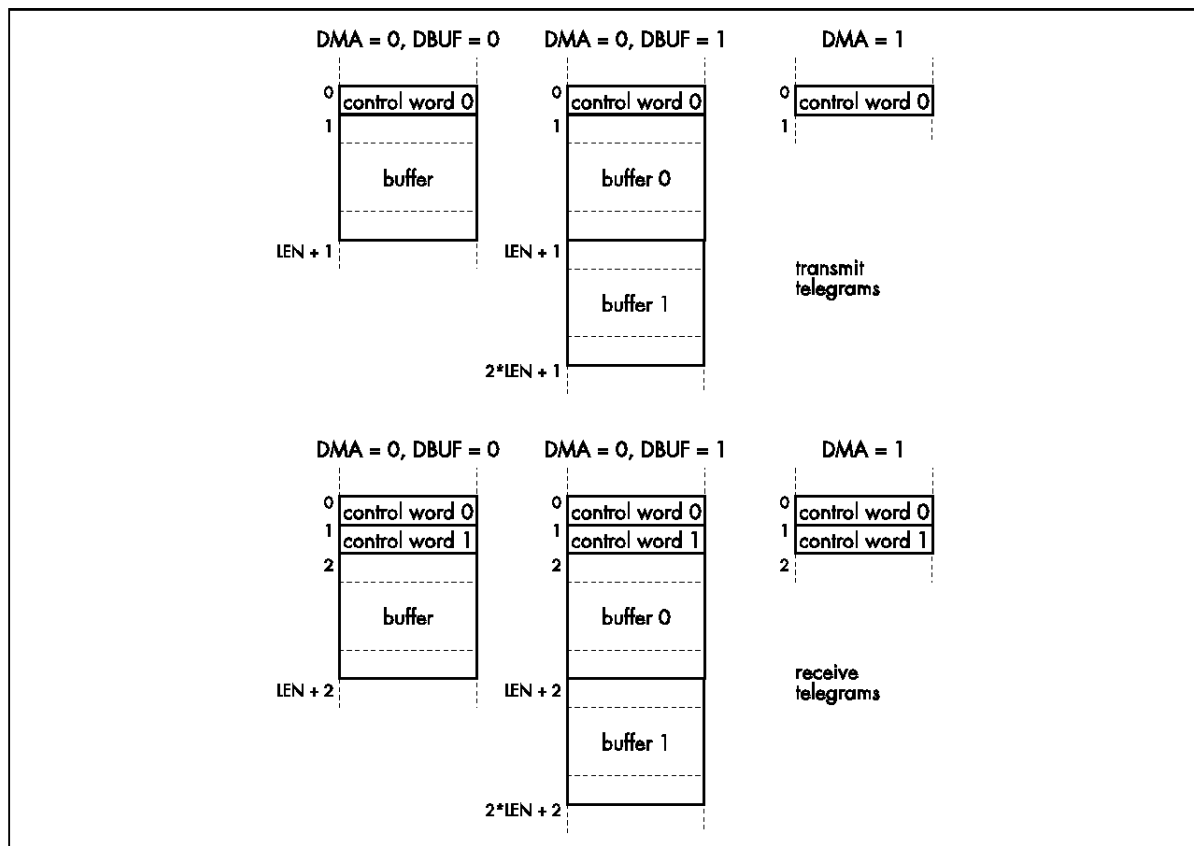 DMA = 0, DBUF = 0
DMA = 0, DBUF = 1
DMA = 1
0
control word 0
1
buffer
LEN + 1
0
control word 0
1
buffer 0
LEN + 1
buffer 1
2*LEN + 1
0
control word 0
1
transmit
telegrams
DMA = 0, DBUF = 0
DMA = 0, DBUF = 1
DMA = 1
0
control word 0
1
control word 1
2
buffer
LEN + 2
0
control word 0
1
control word 1
2
buffer 0
LEN + 2
buffer 1
2*LEN + 2
0
control word 0
1
control word 1
2
receive
telegrams